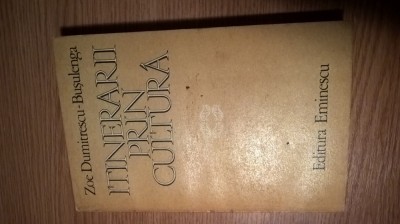 Zoe Dumitrescu-Bușulenga
ITINERARII
PRIN
CULTURĂ
Editura Eminescu